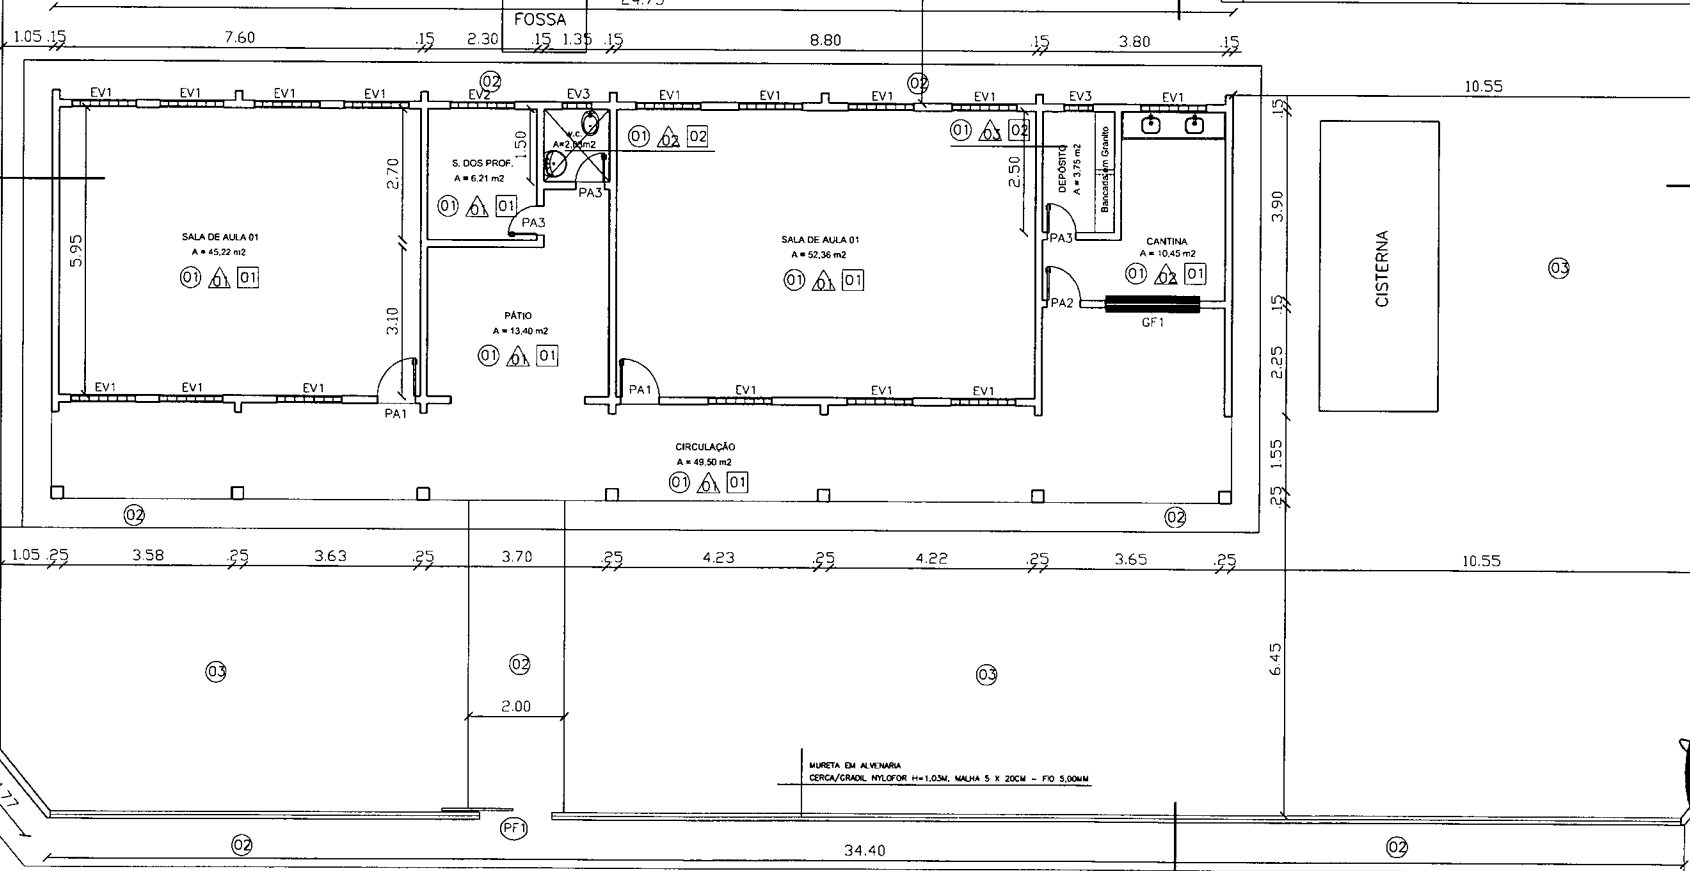 24.75
FOSSA
1.05 .15 7.60 .15 2.30 .15 1.35 .15 8.80 .15 3.80 .15
02 02
EV1 EV1 EV1 EV1 EV2 EV3 EV1 EV1 EV1 EV1 EV3 EV1
10.55
.15
01 02 02
01 03 02
W.C.
1.50
S. DOS PROF.
A = 6,21 m2
01 01 01
2.70
PA3
PA3
2.50
DEPÓSITO
A = 3,75 m2
Bancada em Granito
PA3
3.90
CANTINA
A = 10,45 m2
01 02 01
PA2
GF1
.15
CISTERNA
03
5.95
SALA DE AULA 01
A = 45,22 m2
01 01 01
SALA DE AULA 01
A = 52,36 m2
01 01 01
3.10
PÁTIO
A = 13,40 m2
01 01 01
2.25
EV1 EV1 EV1 PA1 PA1 EV1 EV1 EV1
CIRCULAÇÃO
A = 49,50 m2
01 01 01
1.55
.25
02 02
1.05 .25 3.58 .25 3.63 .25 3.70 .25 4.23 .25 4.22 .25 3.65 .25 10.55
03 02 03
6.45
2.00
MURETA EM ALVENARIA
CERCA/GRADIL NYLOFOR H=1,03M, MALHA 5 X 20CM - FIO 5,00MM
PF1
02 34.40 02